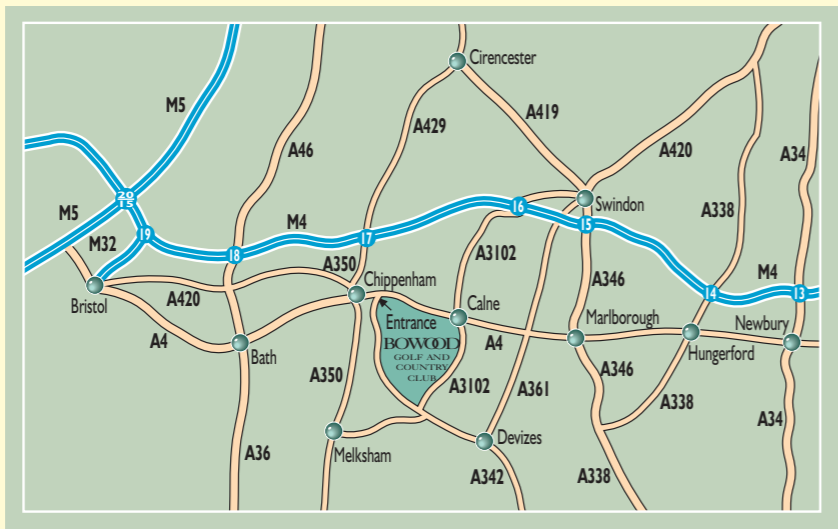 Cirencester
M5
A419
A429
A46
A420
A34
20
15
Swindon
16
A338
M5
M32
19
M4
17
15
18
A3102
A350
A346
M4
Chippenham
14
13
Bristol
A420
Calne
Entrance
Marlborough
Newbury
A4
BOWOOD
A4
Hungerford
Bath
GOLF AND
COUNTRY
CLUB
A350
A3102
A361
A346
A338
A34
Devizes
A36
Melksham
A342
A338